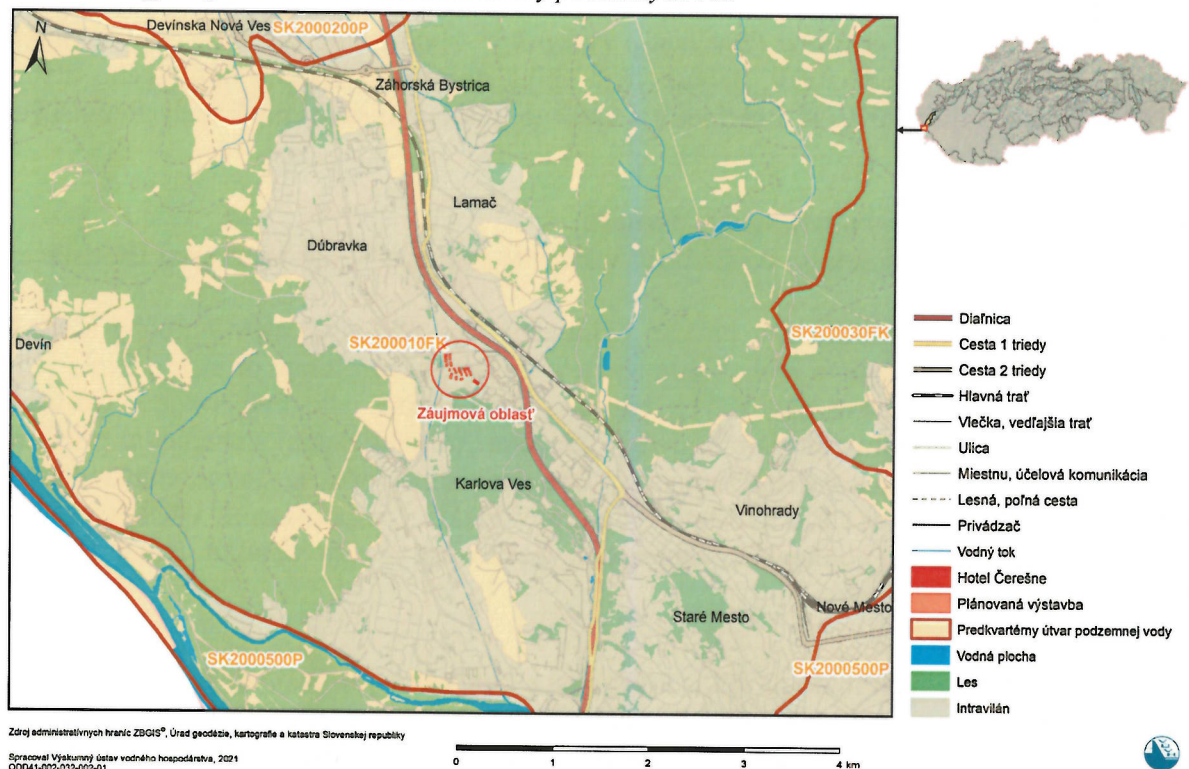 N
Devínska Nová Ves SK2000200P
Záhorská Bystrica
Lamač
Dúbravka
SK200010FK
SK200030FK
Devín
Záujmová oblasť
Karlova Ves
Vinohrady
Staré Mesto
Nové Mesto
SK2000500P
SK2000500P
Diaľnica
Cesta 1 triedy
Cesta 2 triedy
Hlavná trať
Vlečka, vedľajšia trať
Ulica
Miestnu, účelová komunikácia
Lesná, poľná cesta
Privádzač
Vodný tok
Hotel Čerešne
Plánovaná výstavba
Predkvartérny útvar podzemnej vody
Vodná plocha
Les
Intravilán
Zdroj administratívnych hraníc ZBGIS®, Úrad geodézie, kartografie a katastra Slovenskej republiky
Spracoval Výskumný ústav vodného hospodárstva, 2021
0 1 2 3 4 km